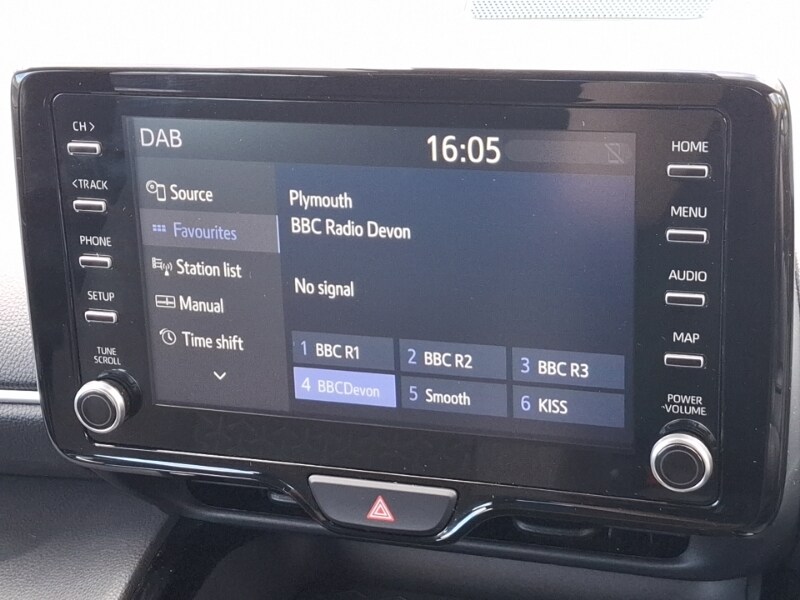 DAB
16:05
Source
Favourites
Station list
Manual
Time shift
Plymouth
BBC Radio Devon
No signal
1 BBC R1
2 BBC R2
3 BBC R3
4 BBCDevon
5 Smooth
6 KISS
CH >
< TRACK
PHONE
SETUP
TUNE
SCROLL
HOME
MENU
AUDIO
MAP
POWER
-VOLUME